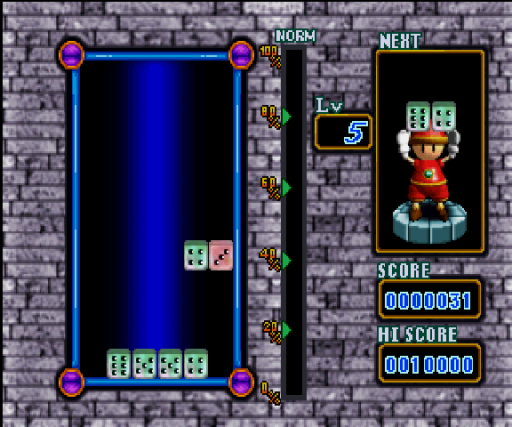 NORM
NEXT
100%
80%
Lv
5
60%
40%
SCORE
0000031
20%
HI SCORE
0010000
0%